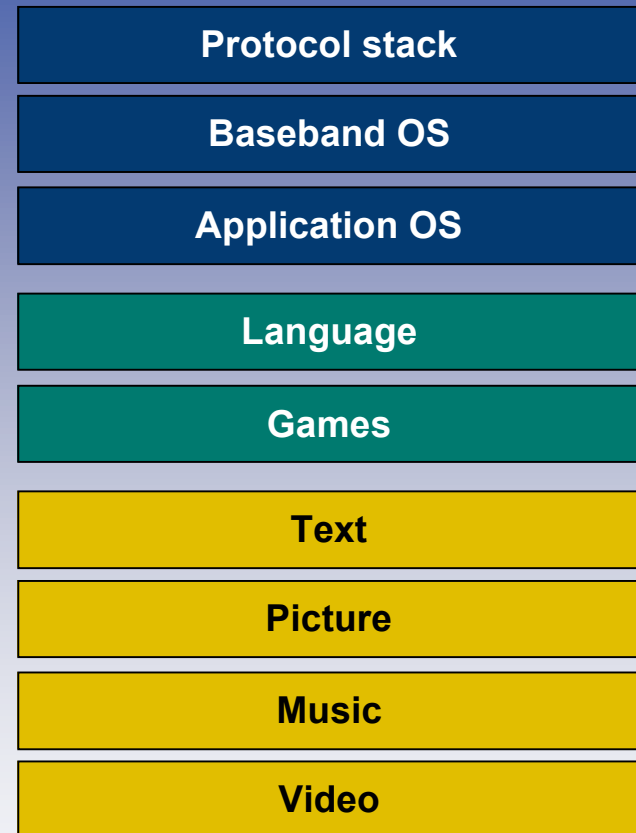 Protocol stack
Baseband OS
Application OS
Language
Games
Text
Picture
Music
Video